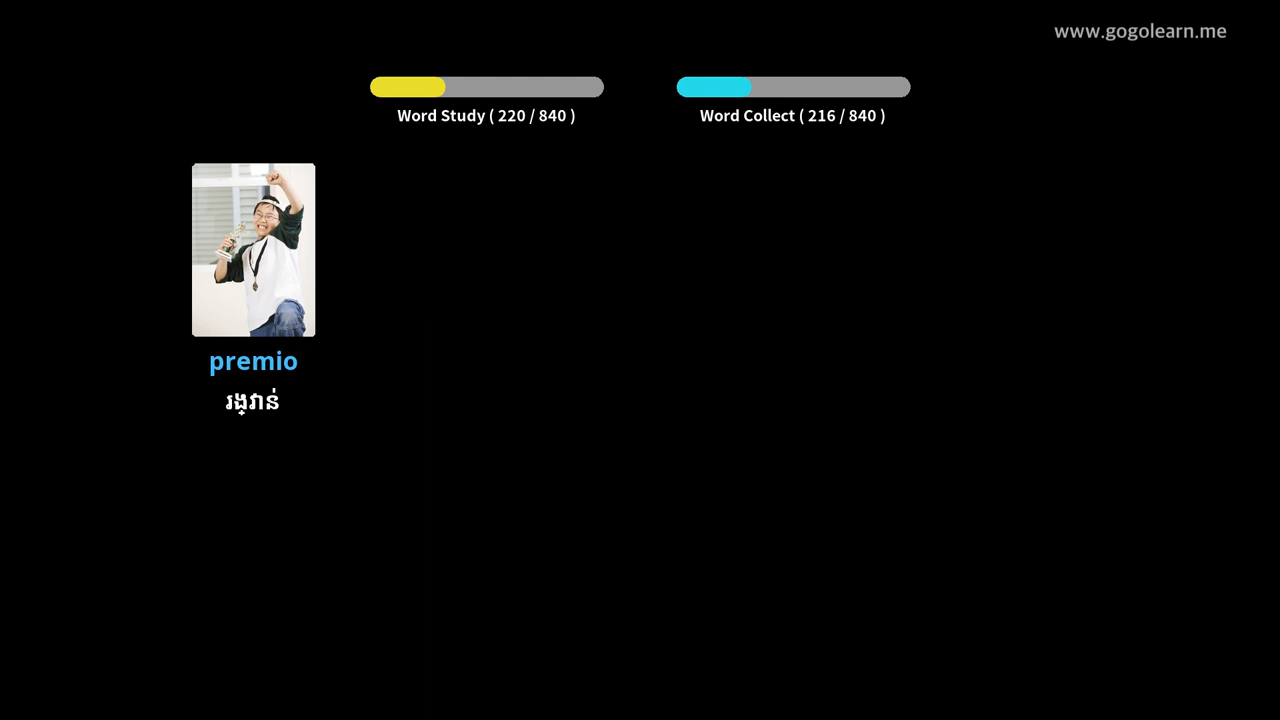 www.gogolearn.me
Word Study ( 220 / 840 )
Word Collect ( 216 / 840 )
premio
រង្វាន់